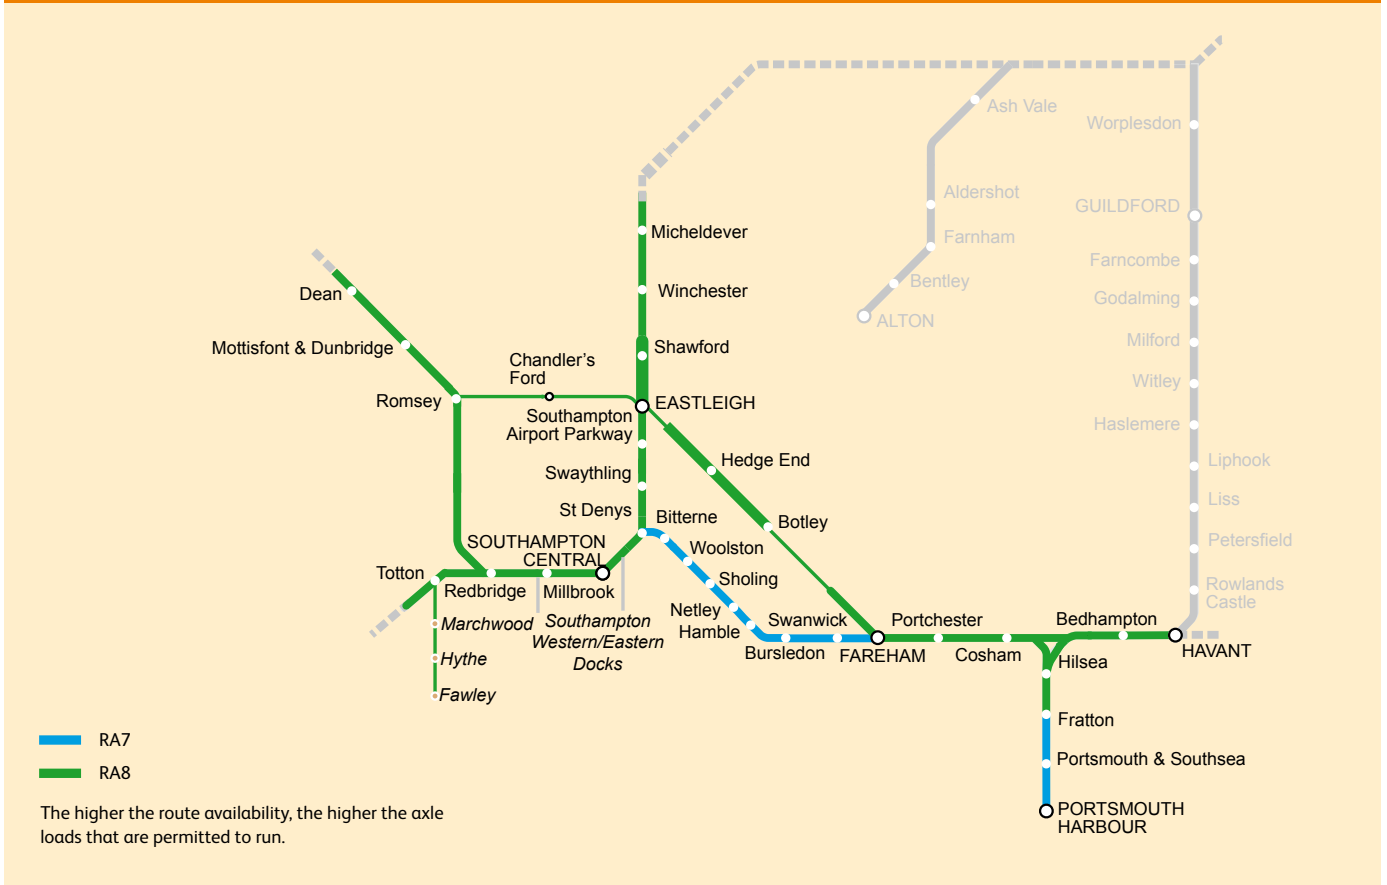 Ash Vale
Worplesdon
Aldershot
GUILDFORD
Micheldever
Farnham
Farncombe
Bentley
Dean
Winchester
Godalming
ALTON
Mottisfont & Dunbridge
Shawford
Milford
Chandler's
Ford
Witley
Romsey
EASTLEIGH
Southampton
Airport Parkway
Haslemere
Hedge End
Liphook
Swaythling
Liss
St Denys
Bitterne
Botley
SOUTHAMPTON
CENTRAL
Woolston
Petersfield
Totton
Redbridge
Millbrook
Sholing
Rowlands
Castle
Marchwood
Southampton
Western/Eastern
Docks
Netley
Hamble
Swanwick
Portchester
Bedhampton
Bursledon
FAREHAM
Cosham
Hilsea
HAVANT
Hythe
Fawley
Fratton
Portsmouth & Southsea
PORTSMOUTH
HARBOUR
RA7
RA8
The higher the route availability, the higher the axle
loads that are permitted to run.